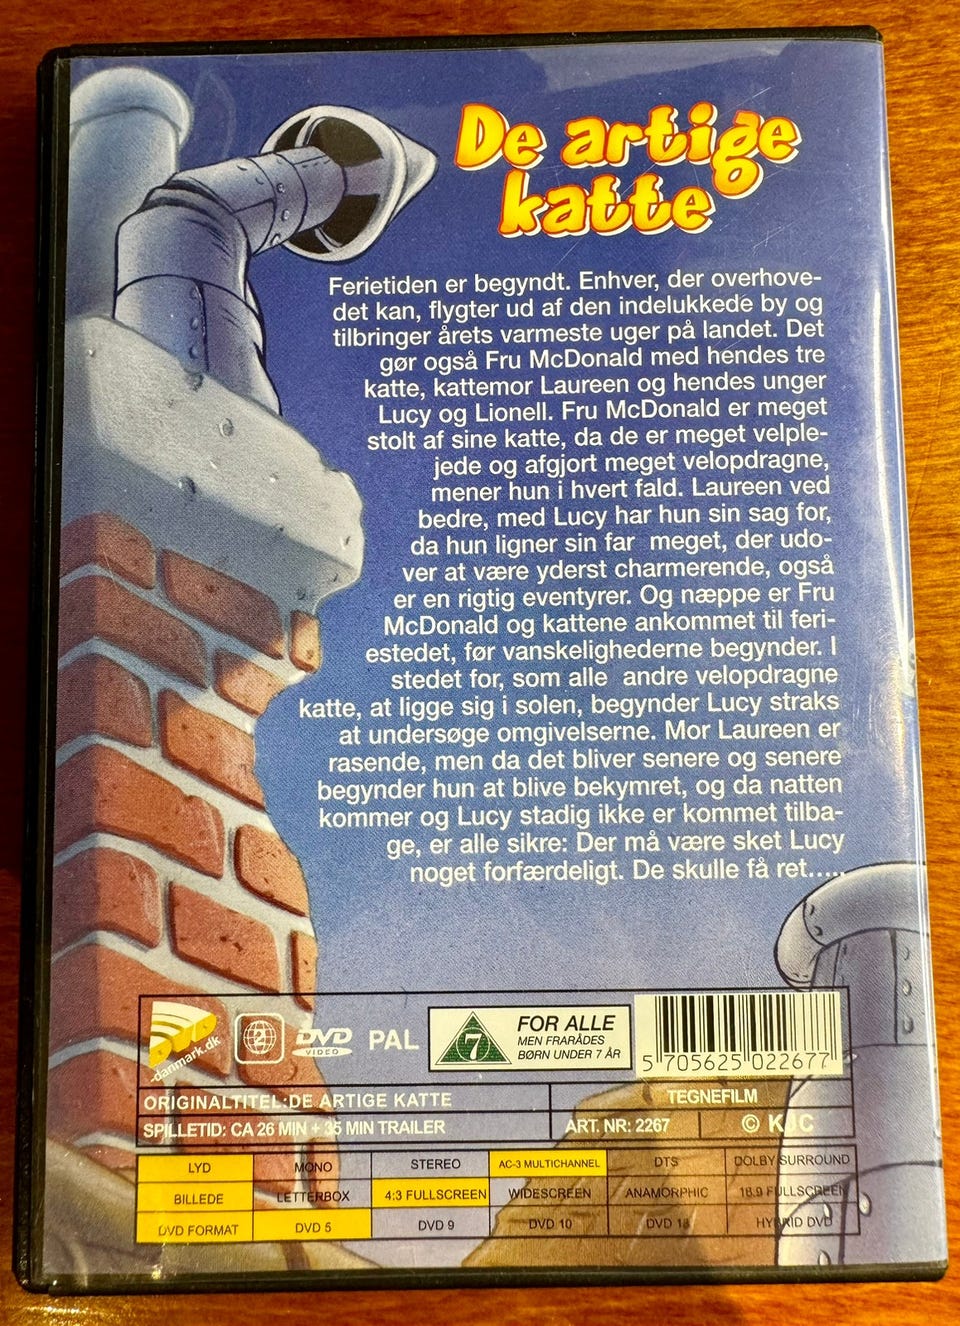 De artige
katte
Ferietiden er begyndt. Enhver, der overhove-
det kan, flygter ud af den indelukkede by og
tilbringer årets varmeste uger på landet. Det
gør også Fru McDonald med hendes tre
katte, kattemor Laureen og hendes unger
Lucy og Lionell. Fru McDonald er meget
stolt af sine katte, da de er meget velple-
jede og afgjort meget velopdragne,
mener hun i hvert fald. Laureen ved
bedre, med Lucy har hun sin sag for,
da hun ligner sin far meget, der udo-
ver at være yderst charmerende, også
er en rigtig eventyrer. Og næppe er Fru
McDonald og kattene ankommet til feri-
estedet, før vanskelighederne begynder. I
stedet for, som alle andre velopdragne
katte, at ligge sig i solen, begynder Lucy straks
at undersøge omgivelserne. Mor Laureen er
rasende, men da det bliver senere og senere
begynder hun at blive bekymret, og da natten
kommer og Lucy stadig ikke er kommet tilba-
ge, er alle sikre: Der må være sket Lucy
noget forfærdeligt. De skulle få ret.....
DVD
danmark.dk
2
DVD
VIDEO
PAL
7
FOR ALLE
MEN FRARÅDES
BØRN UNDER 7 ÅR
5 705625 022677
ORIGINALTITEL:DE ARTIGE KATTE
TEGNEFILM
SPILLETID: CA 26 MIN + 35 MIN TRAILER
ART. NR: 2267
© KJC
LYD MONO STEREO AC-3 MULTICHANNEL DTS DOLBY SURROUND
BILLEDE LETTERBOX 4:3 FULLSCREEN WIDESCREEN ANAMORPHIC 16:9 FULLSCREEN
DVD FORMAT DVD 5 DVD 9 DVD 10 DVD 18 HYBRID DVD